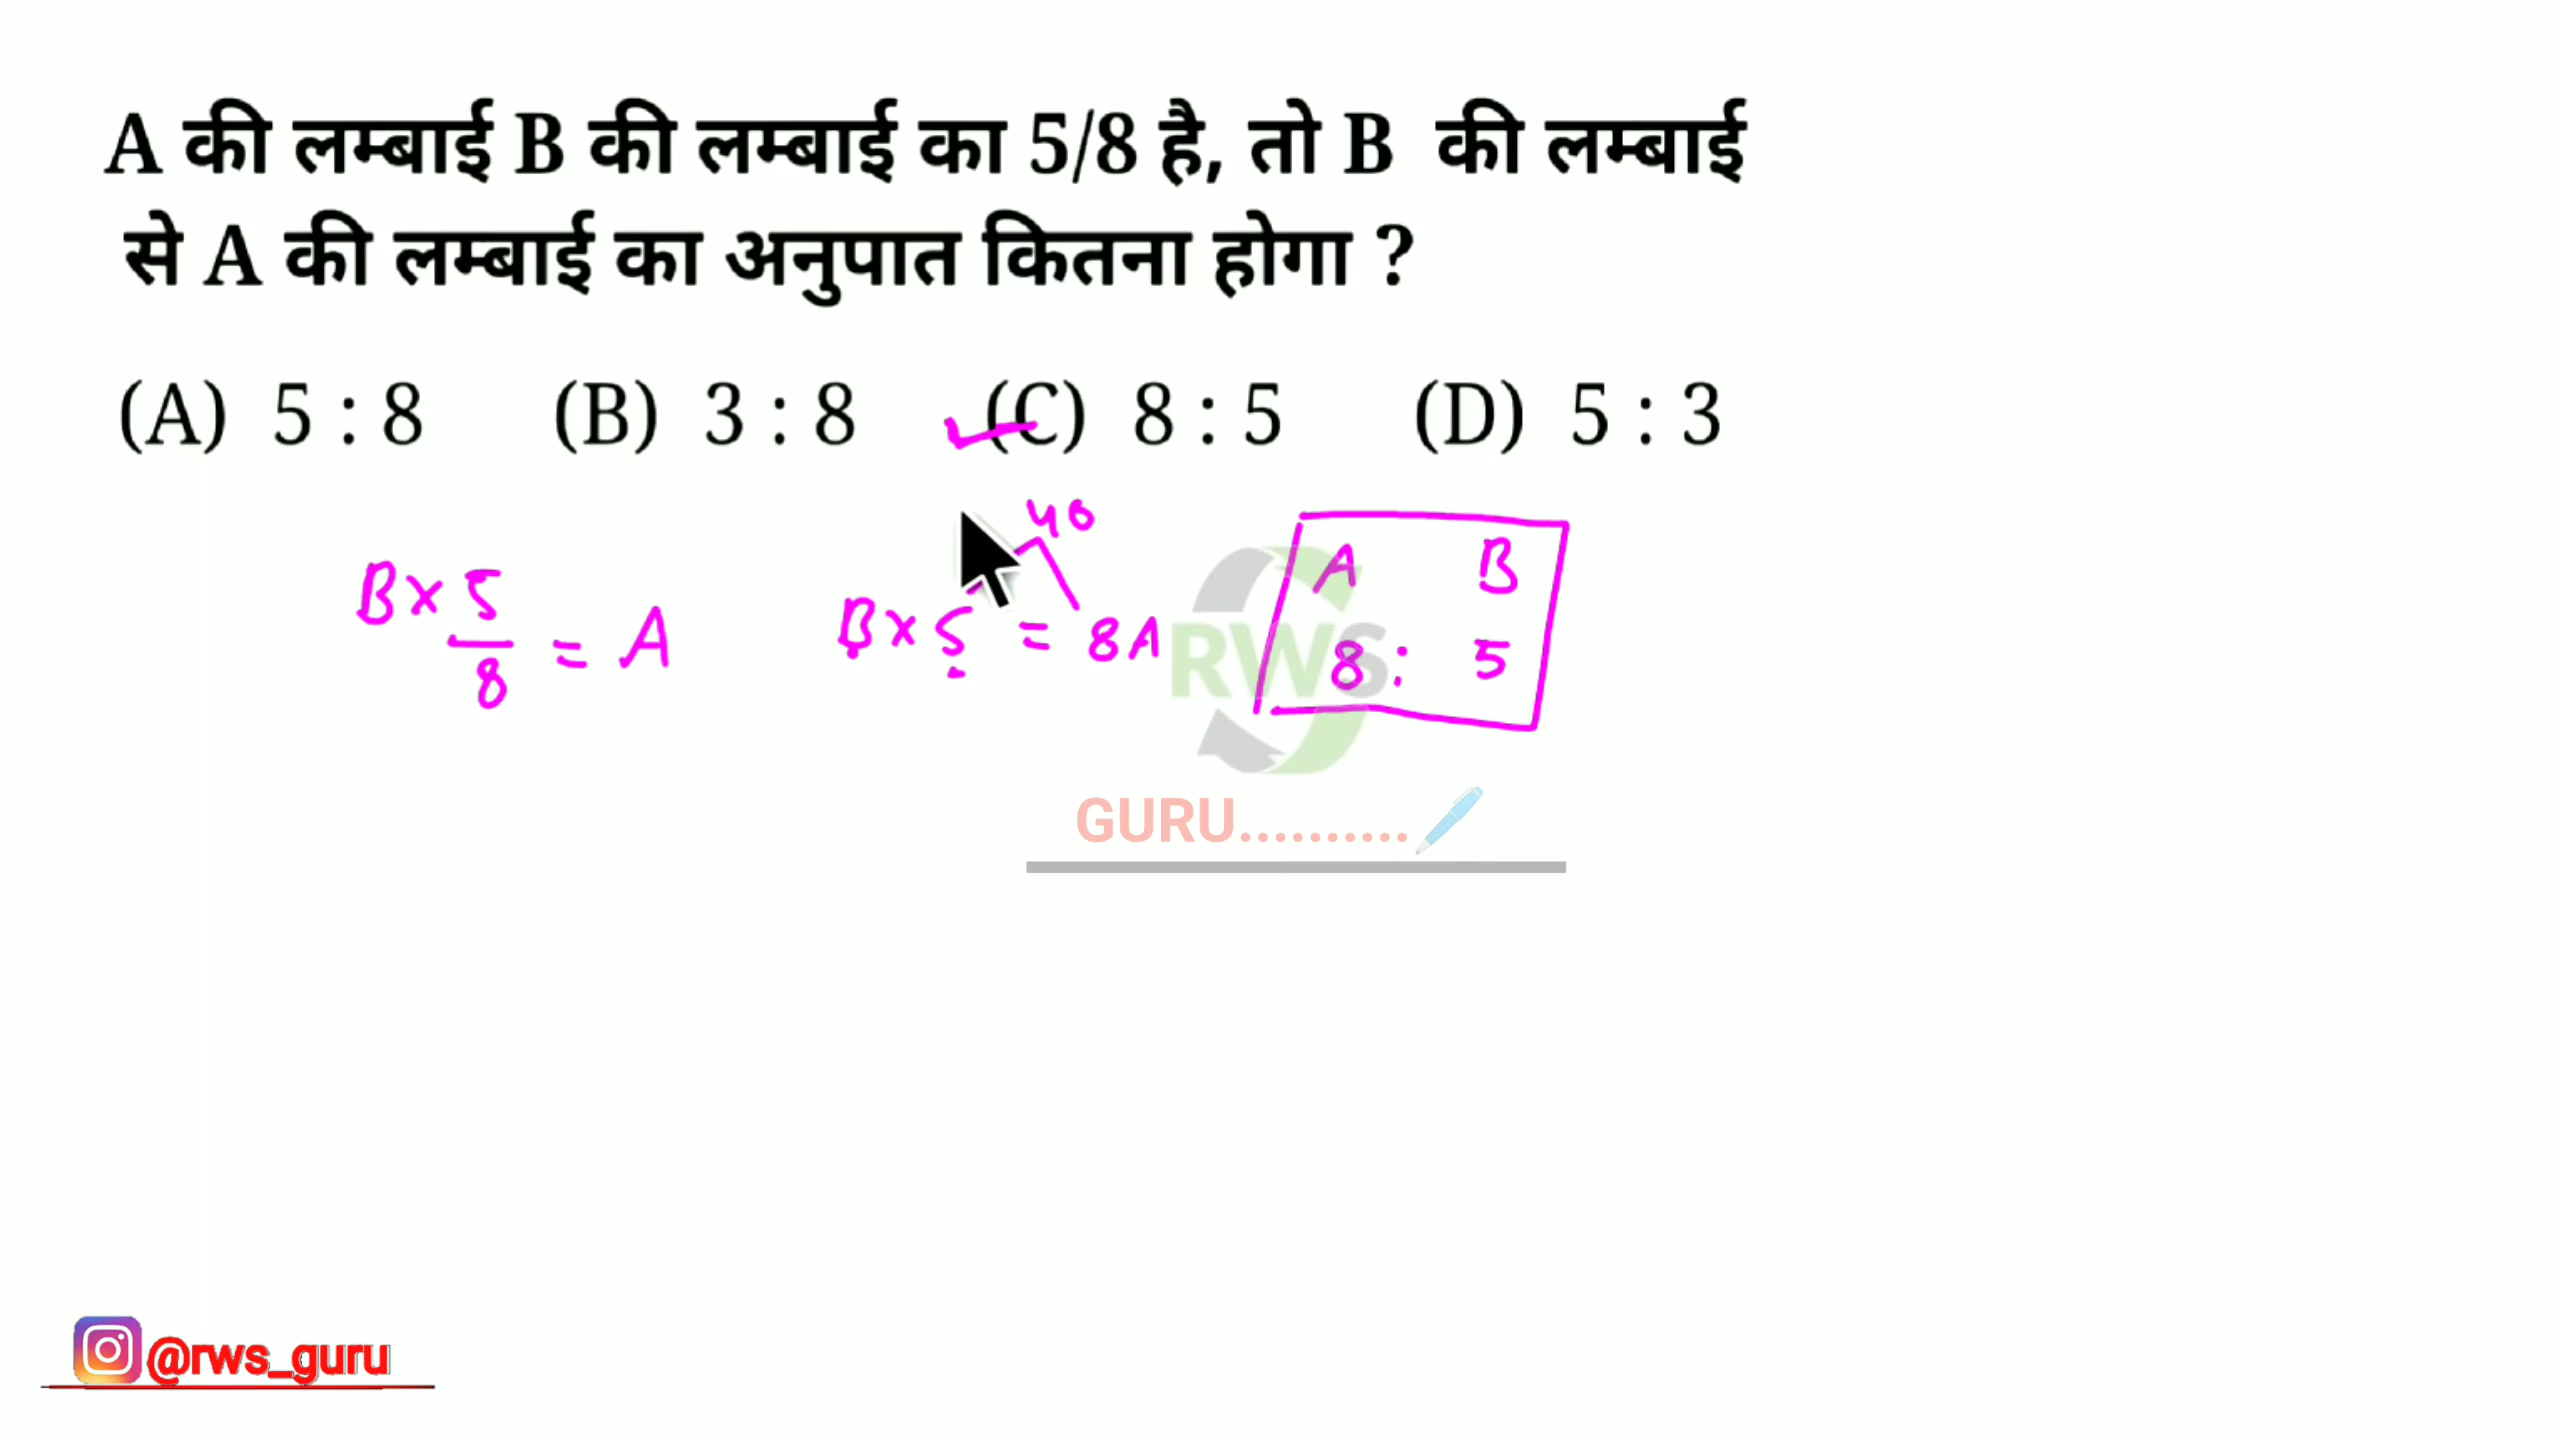 A की लम्बाई B की लम्बाई का 5/8 है, तो B की लम्बाई
से A की लम्बाई का अनुपात कितना होगा ?
(A) 5 : 8 (B) 3 : 8 (C) 8 : 5 (D) 5 : 3
B × 5/8 = A
40
B × 5 = 8A
A B
8 : 5
RWS
GURU..........
@rws_guru